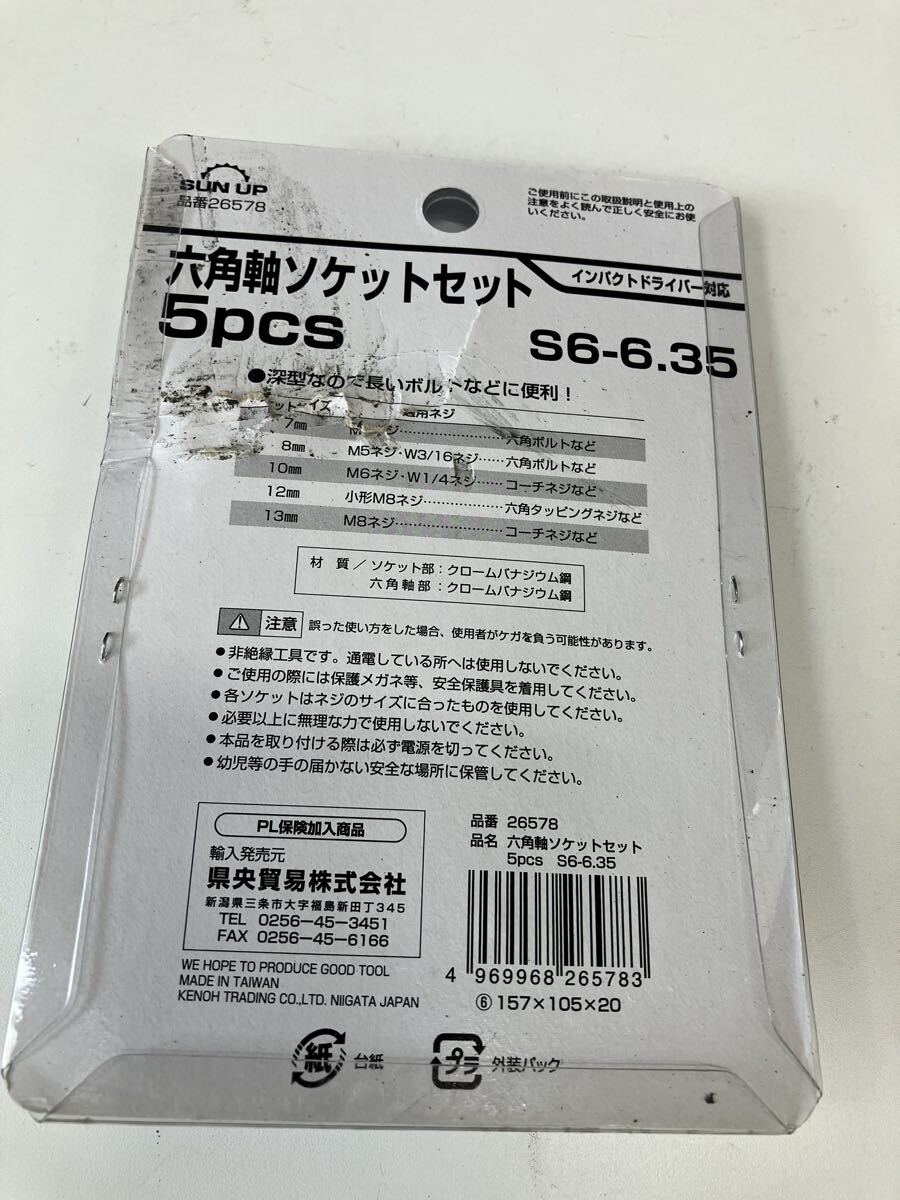 SUN UP
品番26578
ご使用前にこの取扱説明と使用上の
注意をよく読んで正しく安全にお使
いください。
六角軸ソケットセット
インパクトドライバー対応
5pcs
S6-6.35
●深型なので長いボルトなどに便利！
ットサイズ 適用ネジ
7㎜ M ネジ……………………六角ボルトなど
8㎜ M5ネジ・W3/16ネジ……六角ボルトなど
10㎜ M6ネジ・W1/4ネジ……コーチネジなど
12㎜ 小形M8ネジ………………六角タッピングネジなど
13㎜ M8ネジ……………………コーチネジなど
材 質／ソケット部：クロームバナジウム鋼
六角軸部：クロームバナジウム鋼
注意 誤った使い方をした場合、使用者がケガを負う可能性があります。
●非絶縁工具です。通電している所へは使用しないでください。
●ご使用の際には保護メガネ等、安全保護具を着用してください。
●各ソケットはネジのサイズに合ったものを使用してください。
●必要以上に無理な力で使用しないでください。
●本品を取り付ける際は必ず電源を切ってください。
●幼児等の手の届かない安全な場所に保管してください。
PL保険加入商品
輸入発売元
県央貿易株式会社
新潟県三条市大字福島新田丁345
TEL 0256−45−3451
FAX 0256−45−6166
WE HOPE TO PRODUCE GOOD TOOL
MADE IN TAIWAN
KENOH TRADING CO.,LTD. NIIGATA JAPAN
品番 26578
品名 六角軸ソケットセット
5pcs S6-6.35
4 969968 265783
⑥157×105×20
紙 台紙
プラ 外装パック